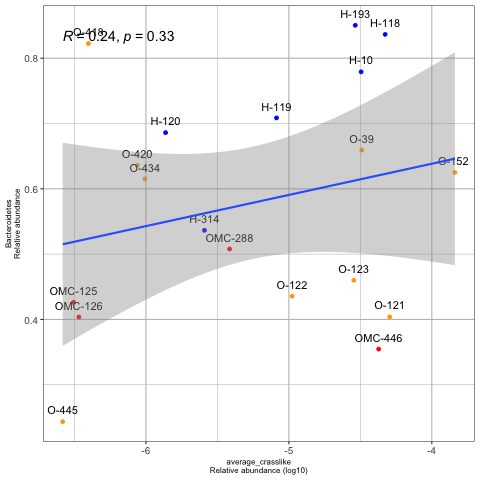 H-193
O-418
H-118
R = 0.24, p = 0.33
0.8
H-10
H-119
H-120
O-39
O-420
O-152
O-434
0.6
H-314
OMC-288
O-123
O-122
OMC-125
OMC-126
O-121
0.4
OMC-446
O-445
Bacteroidetes
Relative abundance
-6
-5
-4
average_crasslike
Relative abundance (log10)